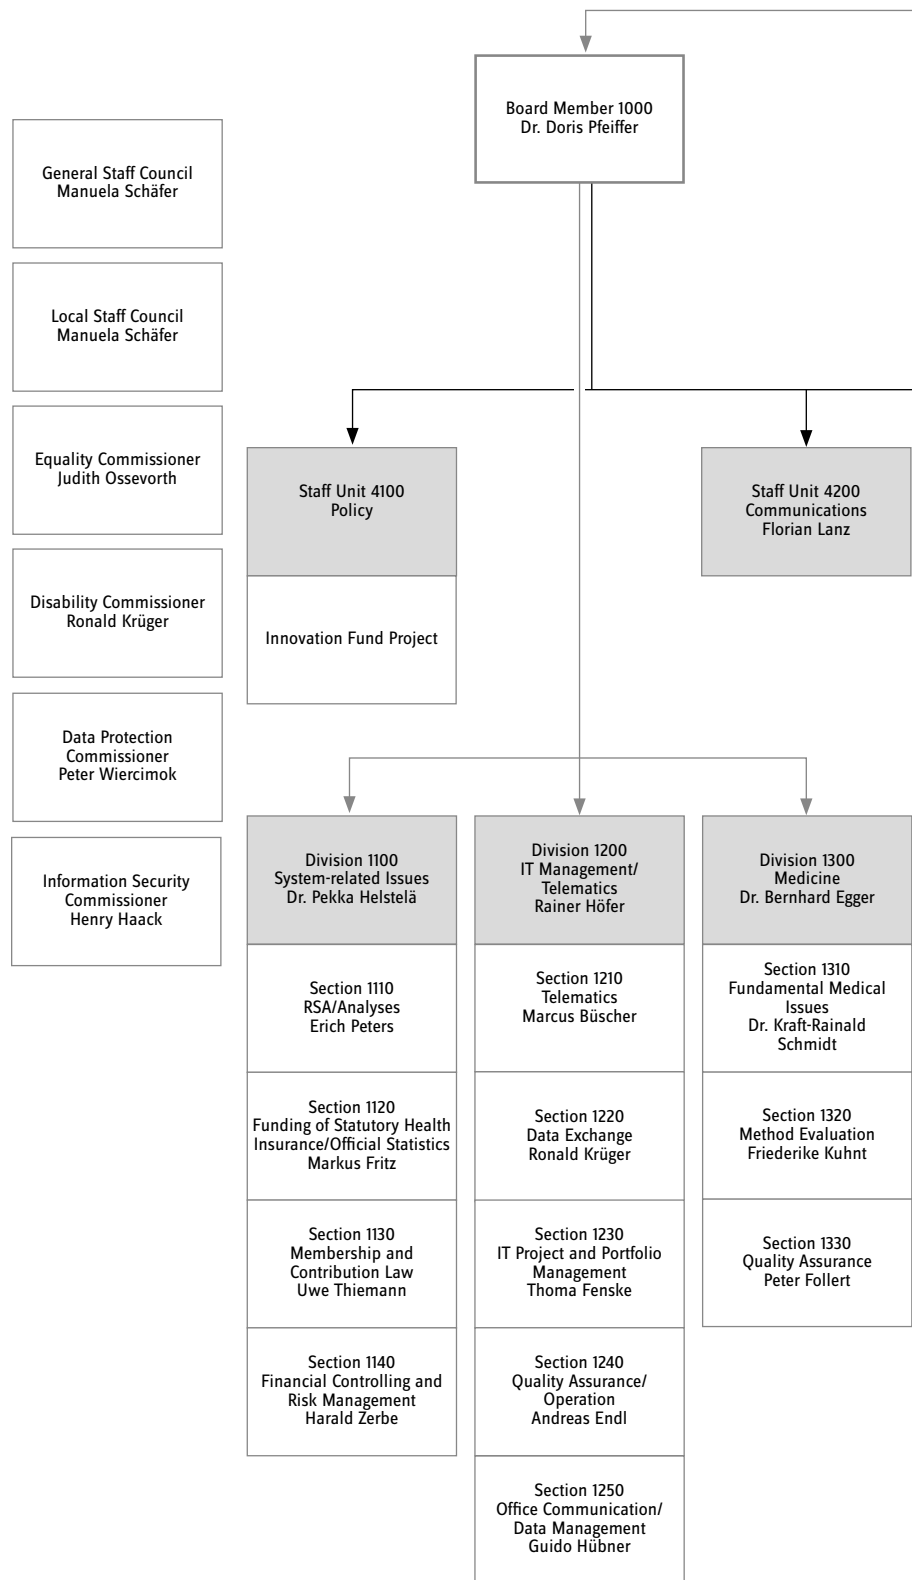 Board Member 1000
Dr. Doris Pfeiffer
General Staff Council
Manuela Schäfer
Local Staff Council
Manuela Schäfer
Equality Commissioner
Judith Ossevorth
Disability Commissioner
Ronald Krüger
Data Protection
Commissioner
Peter Wiercimok
Information Security
Commissioner
Henry Haack
Staff Unit 4100
Policy
Innovation Fund Project
Staff Unit 4200
Communications
Florian Lanz
Division 1100
System-related Issues
Dr. Pekka Helstelä
Section 1110
RSA/Analyses
Erich Peters
Section 1120
Funding of Statutory Health
Insurance/Official Statistics
Markus Fritz
Section 1130
Membership and
Contribution Law
Uwe Thiemann
Section 1140
Financial Controlling and
Risk Management
Harald Zerbe
Division 1200
IT Management/
Telematics
Rainer Höfer
Section 1210
Telematics
Marcus Büscher
Section 1220
Data Exchange
Ronald Krüger
Section 1230
IT Project and Portfolio
Management
Thoma Fenske
Section 1240
Quality Assurance/
Operation
Andreas Endl
Section 1250
Office Communication/
Data Management
Guido Hübner
Division 1300
Medicine
Dr. Bernhard Egger
Section 1310
Fundamental Medical
Issues
Dr. Kraft-Rainald
Schmidt
Section 1320
Method Evaluation
Friederike Kuhnt
Section 1330
Quality Assurance
Peter Follert